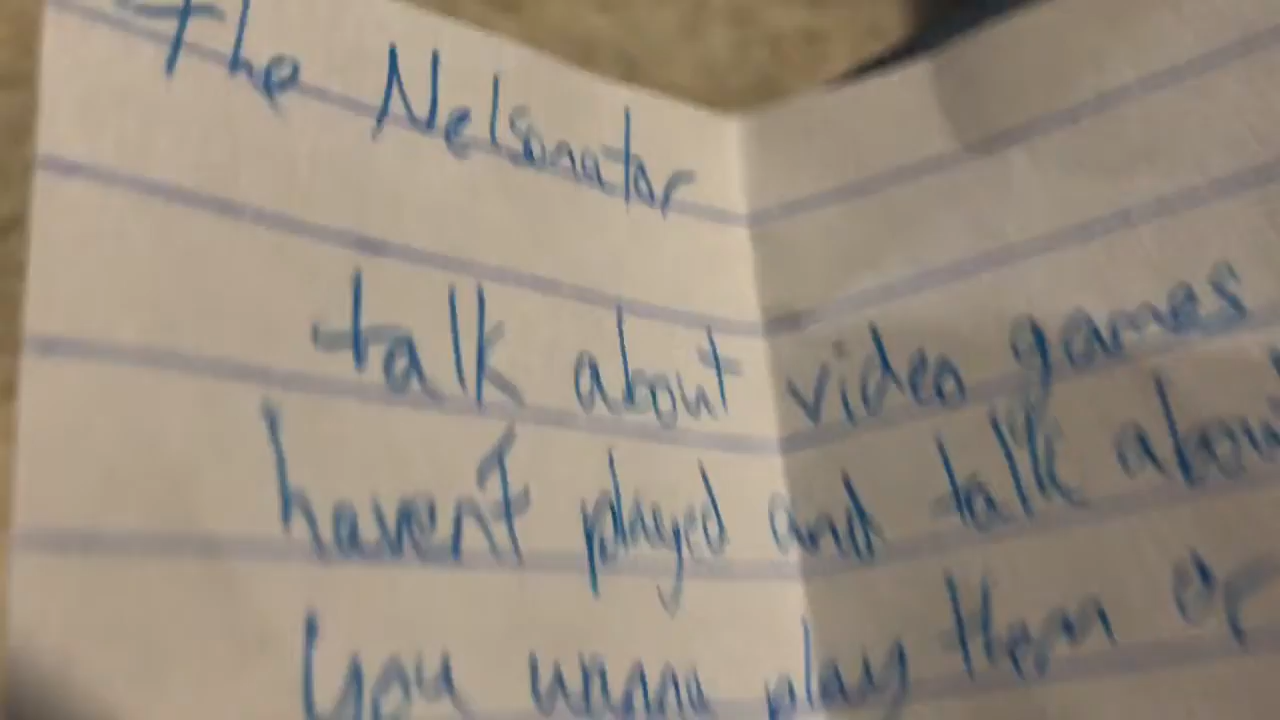 The Nelsonator
talk about video games
haven't played and talk about
you wanna play them or